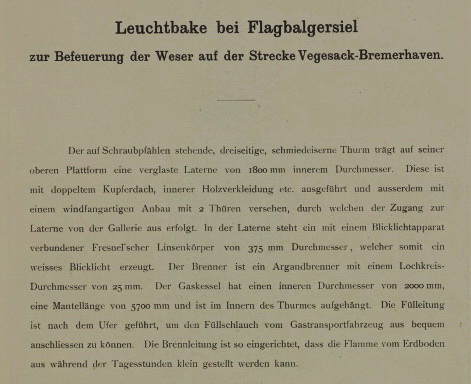 Leuchtbake bei Flagbalgersiel
zur Befeuerung der Weser auf der Strecke Vegesack-Bremerhaven.
Der auf Schraubpfählen stehende, dreiseitige, schmiedeiserne Thurm trägt auf seiner
oberen Plattform eine verglaste Laterne von 1800 mm innerem Durchmesser. Diese ist
mit doppeltem Kupferdach, innerer Holzverkleidung etc. ausgeführt und ausserdem mit
einem windfangartigen Anbau mit 2 Thüren versehen, durch welchen der Zugang zur
Laterne von der Gallerie aus erfolgt. In der Laterne steht ein mit einem Blicklichtapparat
verbundener Fresnel'scher Linsenkörper von 375 mm Durchmesser, welcher somit ein
weisses Blicklicht erzeugt. Der Brenner ist ein Argandbrenner mit einem Lochkreis-
Durchmesser von 25 mm. Der Gaskessel hat einen inneren Durchmesser von 2000 mm,
eine Mantellänge von 5700 mm und ist im Innern des Thurmes aufgehängt. Die Fülleitung
ist nach dem Ufer geführt, um den Füllschlauch vom Gastransportfahrzeug aus bequem
anschliessen zu können. Die Brennleitung ist so eingerichtet, dass die Flamme vom Erdboden
aus während der Tagesstunden klein gestellt werden kann.